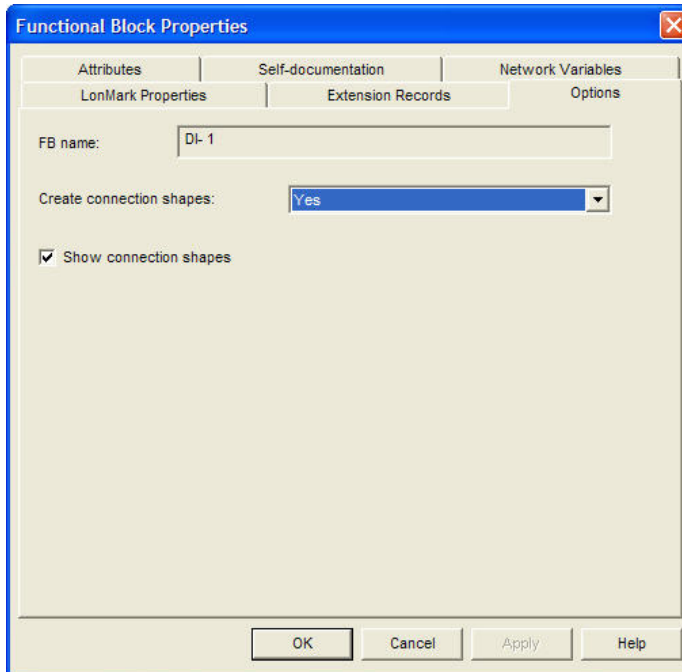 Functional Block Properties
Attributes Self-documentation Network Variables
LonMark Properties Extension Records Options
FB name: DI- 1
Create connection shapes: Yes
Show connection shapes
OK Cancel Apply Help